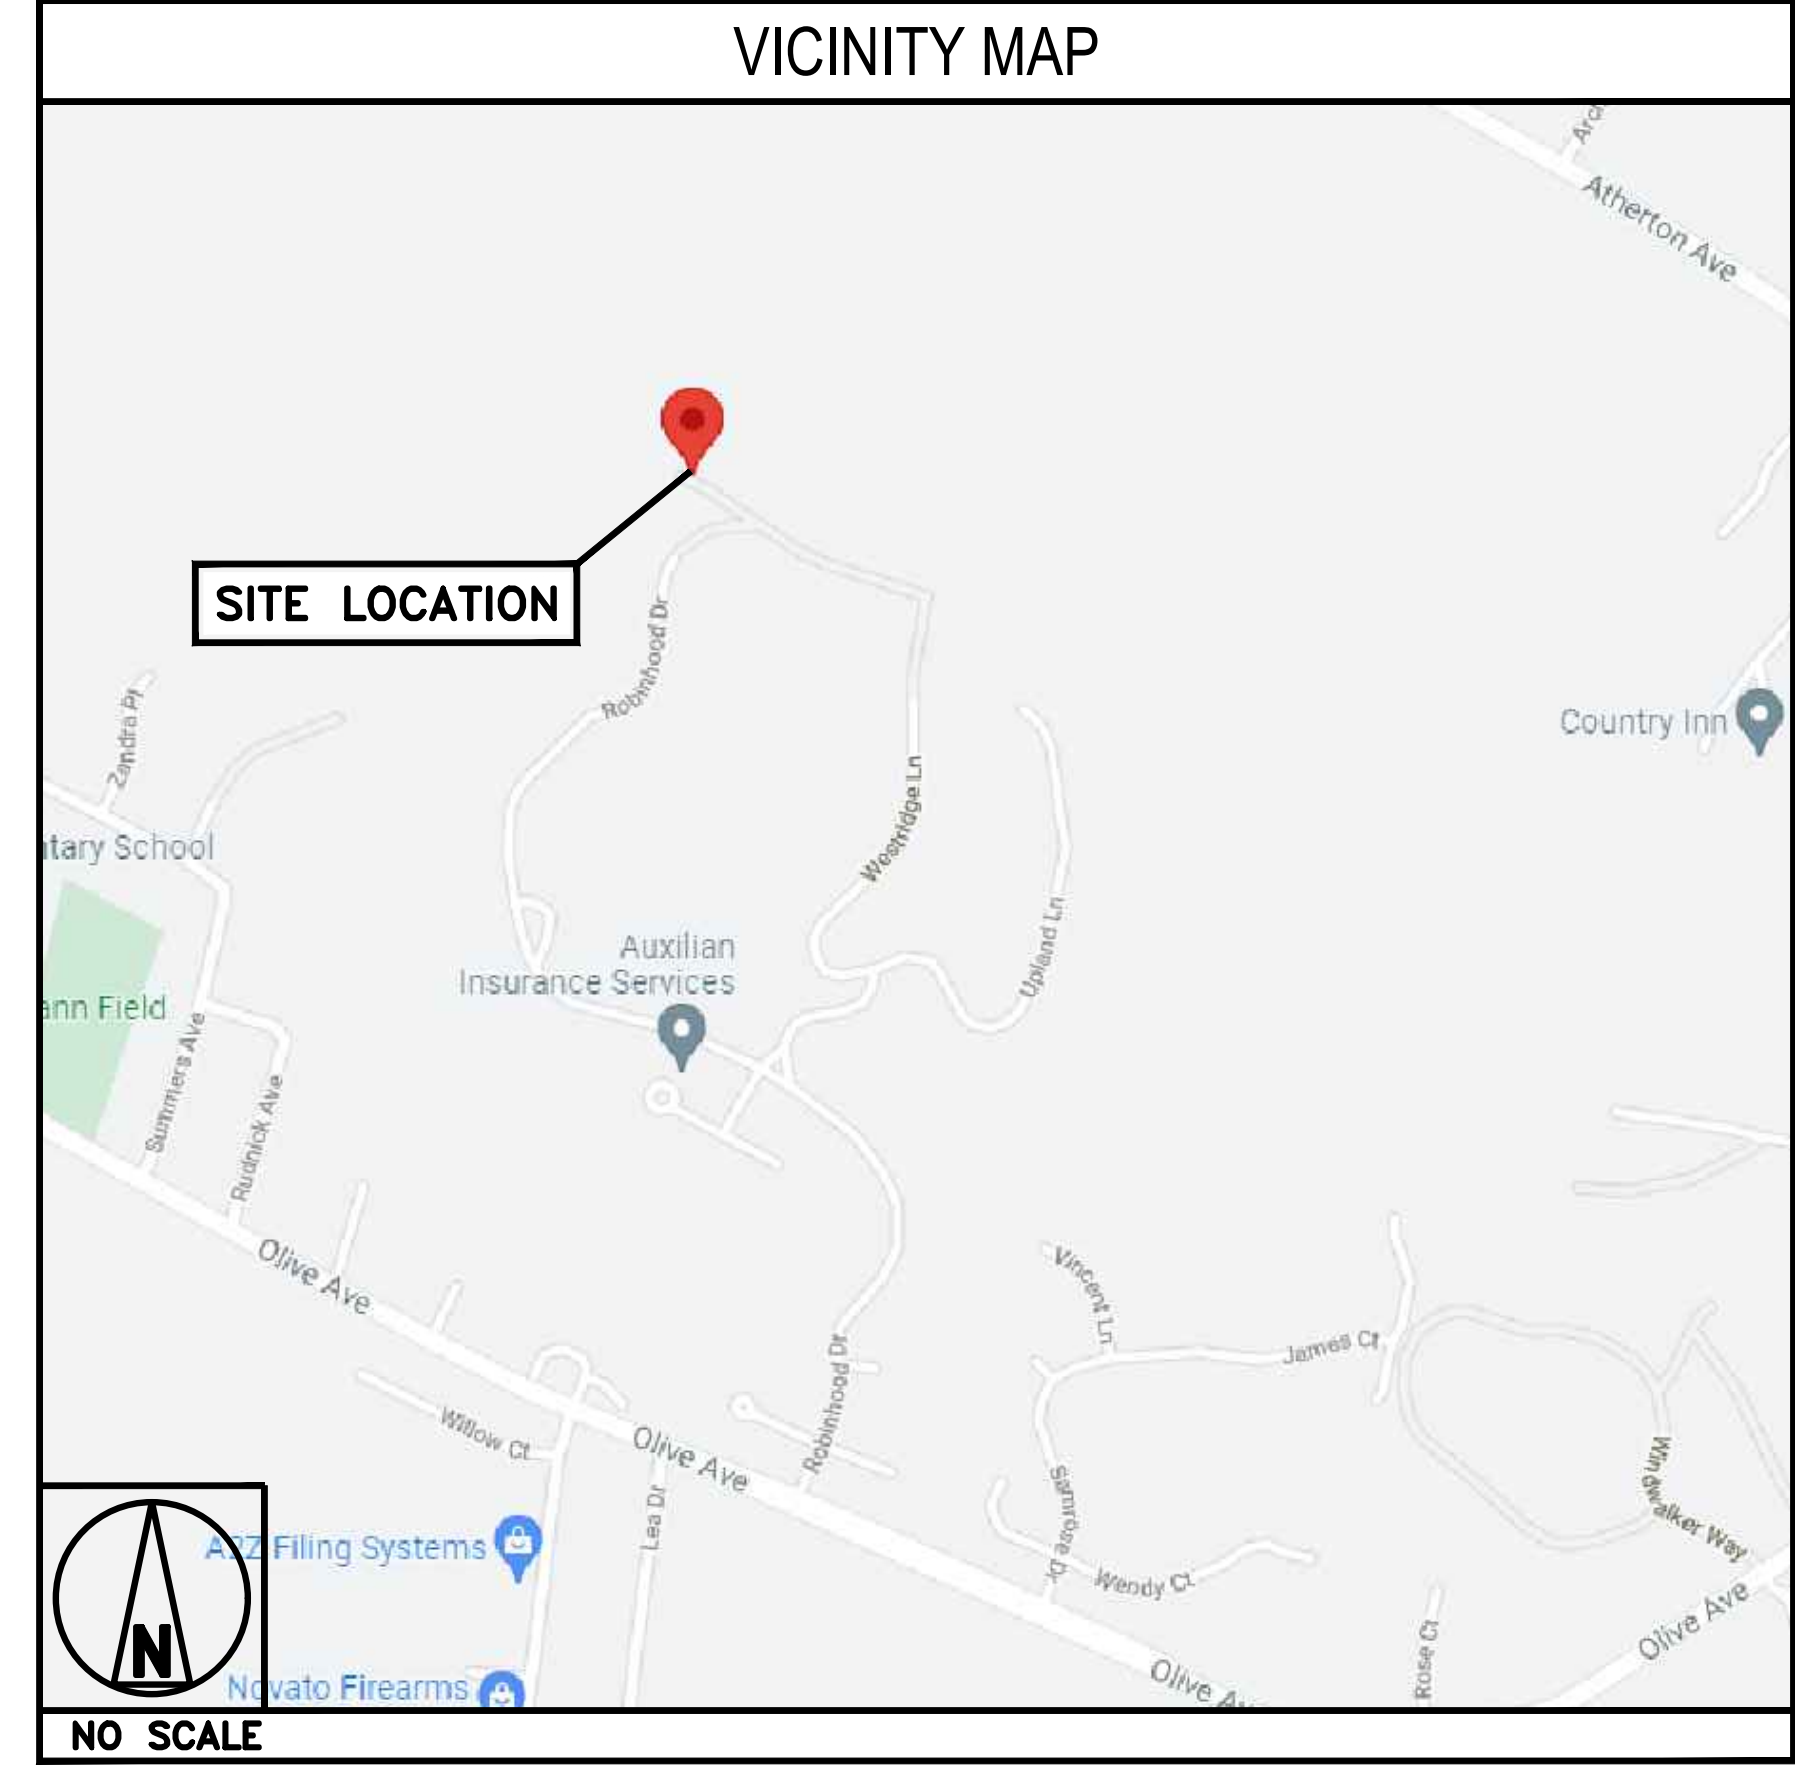 VICINITY MAP
Atherton Ave
SITE LOCATION
Robinhood Dr
Zandra Pl
Country Inn
Westridge Ln
ntary School
Upland Ln
Auxilian
Insurance Services
ann Field
Summers Ave
Rudnick Ave
Olive Ave
Vincent Ln
James Ct
Robinhood Dr
Willow Ct
Olive Ave
Windwalker Way
Sunrose Dr
Lea Dr
A2Z Filing Systems
Wendy Ct
Olive Ave
Rose Ct
N
Novato Firearms
Olive Av
NO SCALE